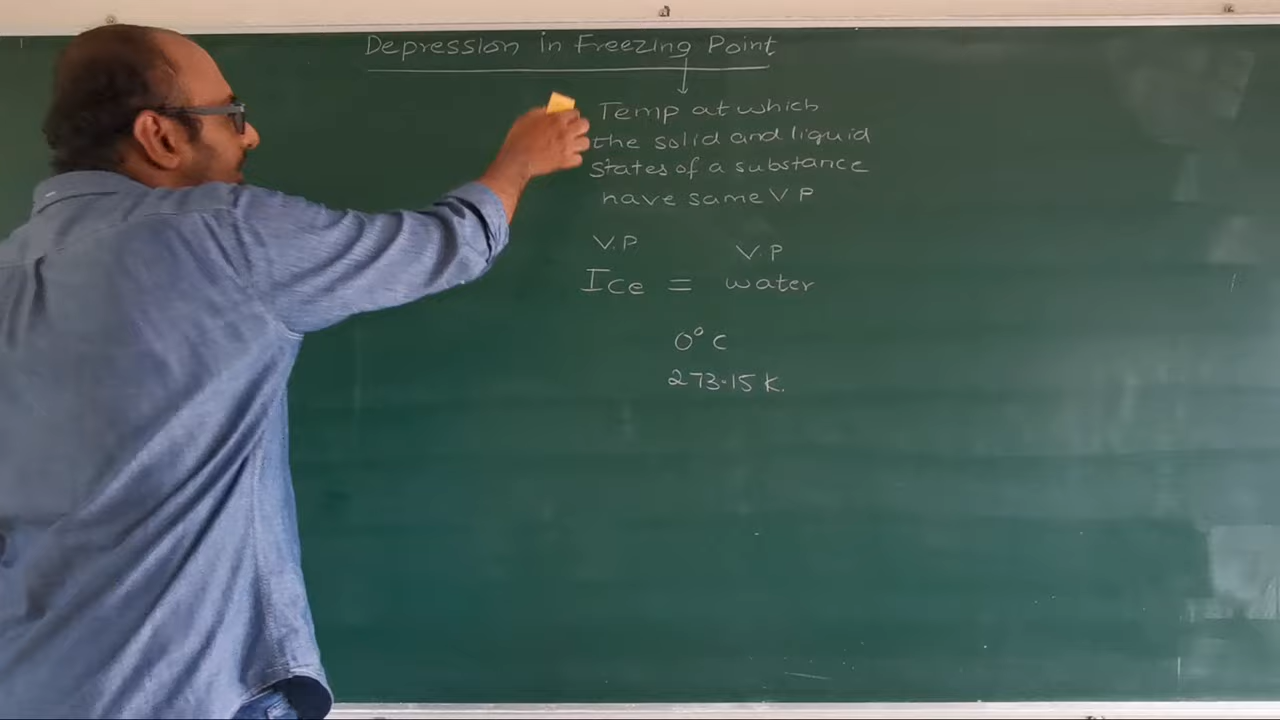 Depression in Freezing Point
Temp at which
the solid and liquid
states of a substance
have same V P
V.P V.P
Ice = water
0° C
273.15 K.